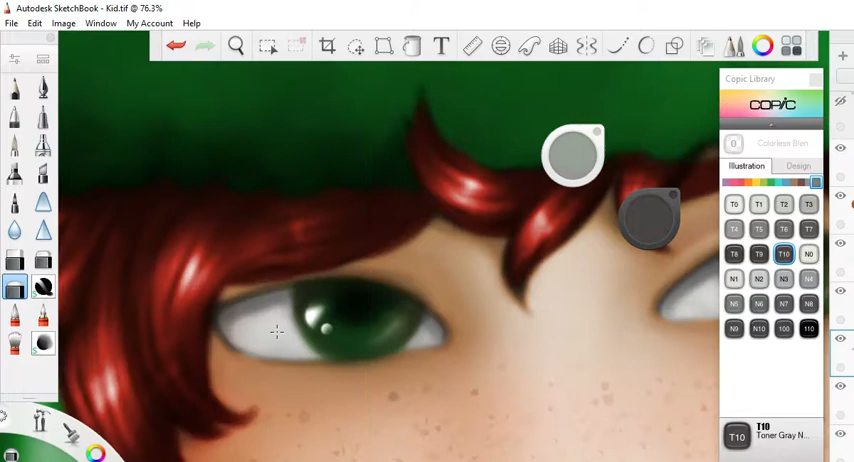 Autodesk SketchBook - Kid.tif @ 76.3%
File Edit Image Window My Account Help
T
Copic Library
COPIC
0 Colorless Blen
Illustration Design
T0 T1 T2 T3
T4 T5 T6 T7
T8 T9 T10 N0
N1 N2 N3 N4
N5 N6 N7 N8
N9 N10 100 110
T10
T10
Toner Gray N...